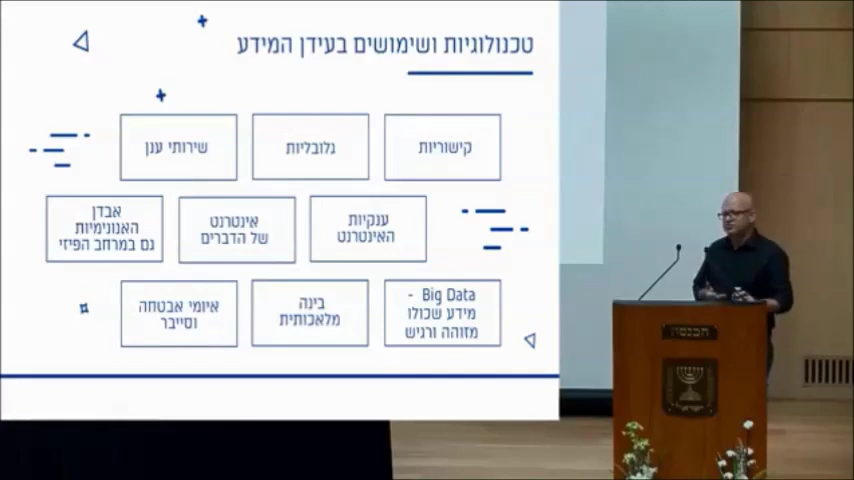 טכנולוגיות ושימושים בעידן המידע
קישוריות
גלובליות
שירותי ענן
ענקיות
האינטרנט
אינטרנט
של הדברים
אבדן
האנונימיות
גם במרחב הפיזי
Big Data -
מידע שכולו
מזוהה ורגיש
בינה
מלאכותית
איומי אבטחה
וסייבר
הכנסת